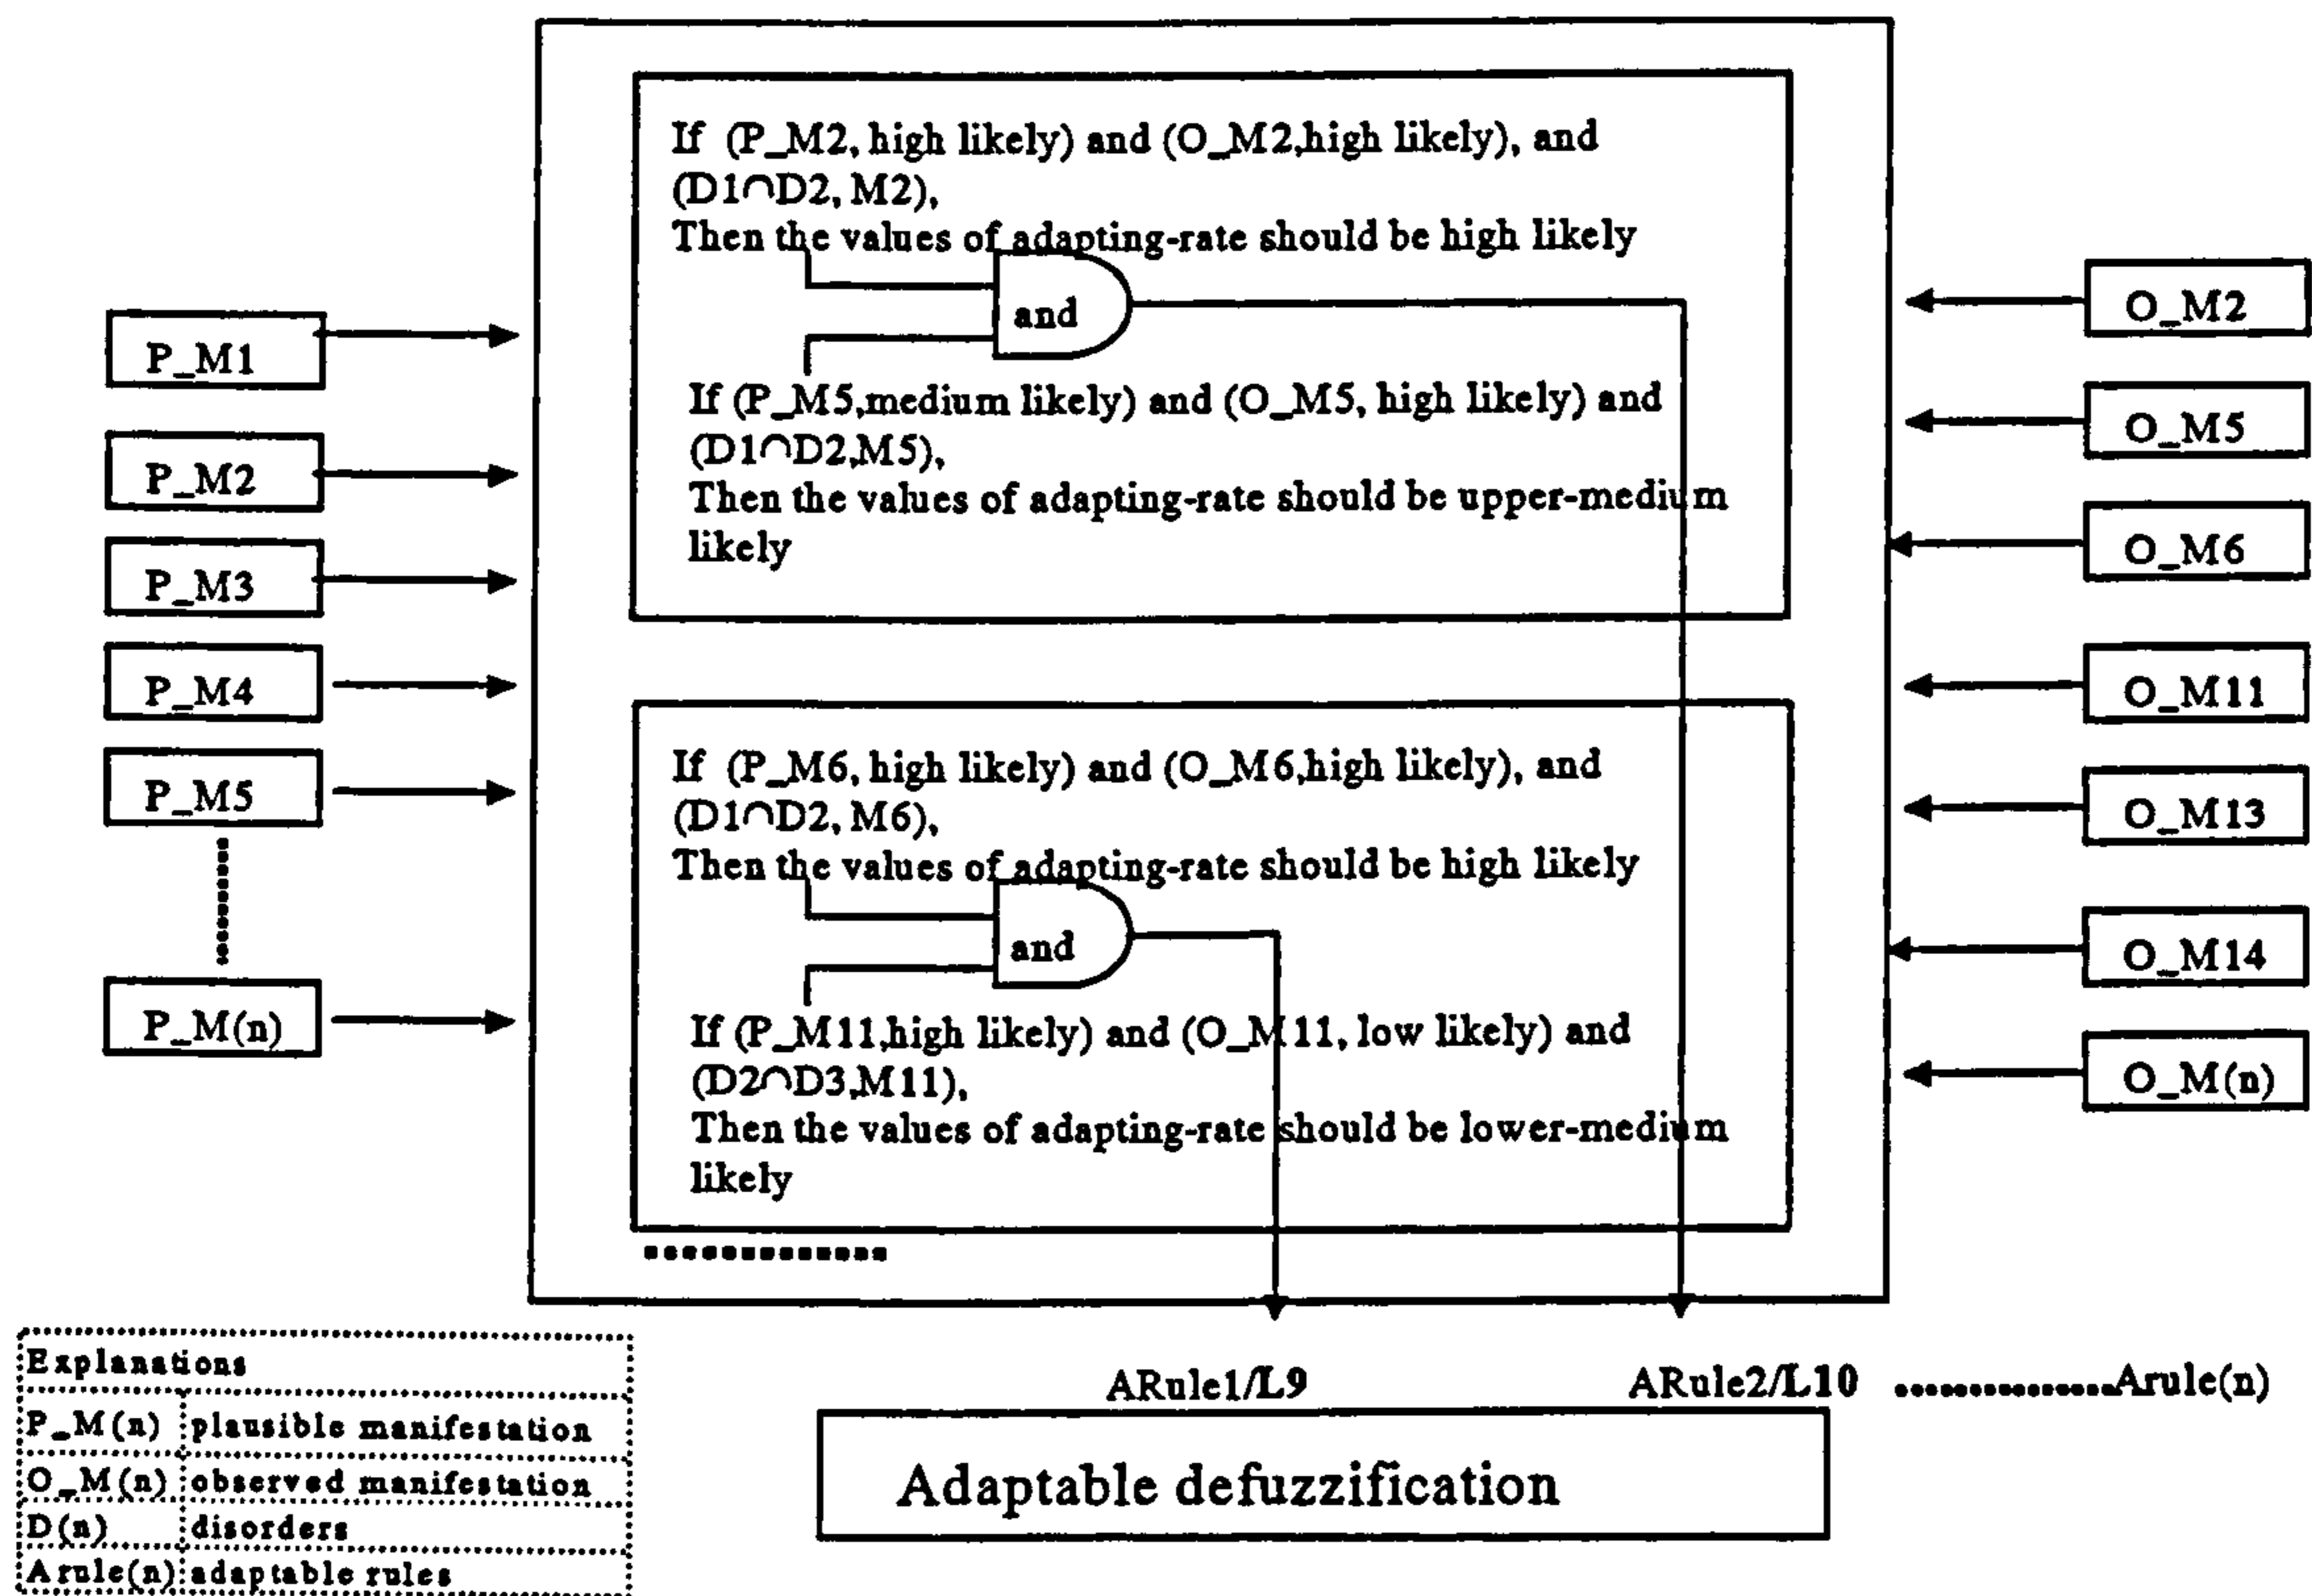 If (P_M2, high likely) and (O_M2,high likely), and
(D1∩D2, M2),
Then the values of adapting-rate should be high likely
and
If (P_M5,medium likely) and (O_M5, high likely) and
(D1∩D2,M5),
Then the values of adapting-rate should be upper-medium
likely
If (P_M6, high likely) and (O_M6,high likely), and
(D1∩D2, M6),
Then the values of adapting-rate should be high likely
and
If (P_M11,high likely) and (O_M11, low likely) and
(D2∩D3,M11),
Then the values of adapting-rate should be lower-medium
likely
P_M1
P_M2
P_M3
P_M4
P_M5
P_M(n)
O_M2
O_M5
O_M6
O_M11
O_M13
O_M14
O_M(n)
ARule1/L9 ARule2/L10 Arule(n)
Adaptable defuzzification
Explanations
P_M(n) plausible manifestation
O_M(n) observed manifestation
D(n) disorders
Arule(n) adaptable rules